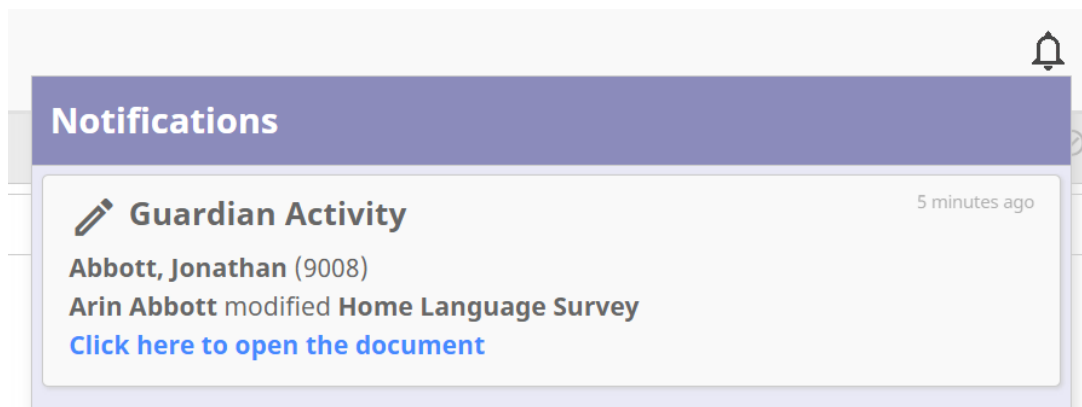 Notifications
Guardian Activity
5 minutes ago
Abbott, Jonathan (9008)
Arin Abbott modified Home Language Survey
Click here to open the document